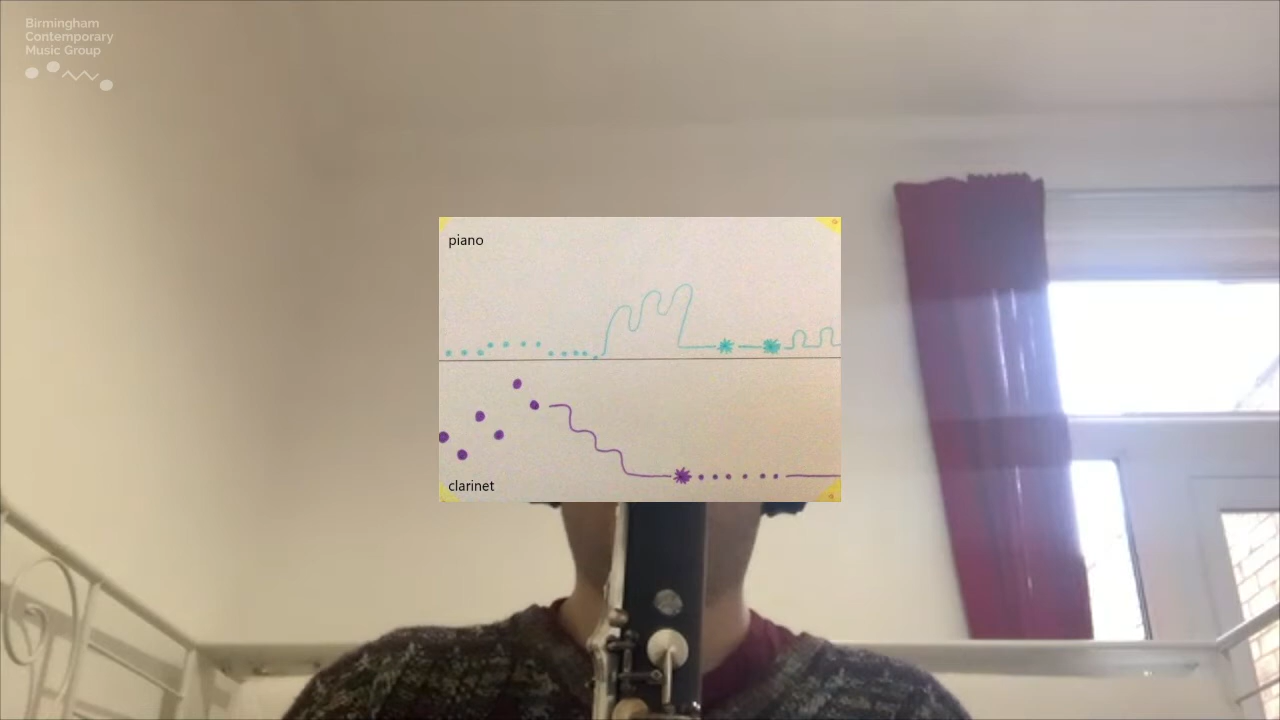 Birmingham
Contemporary
Music Group
piano
clarinet